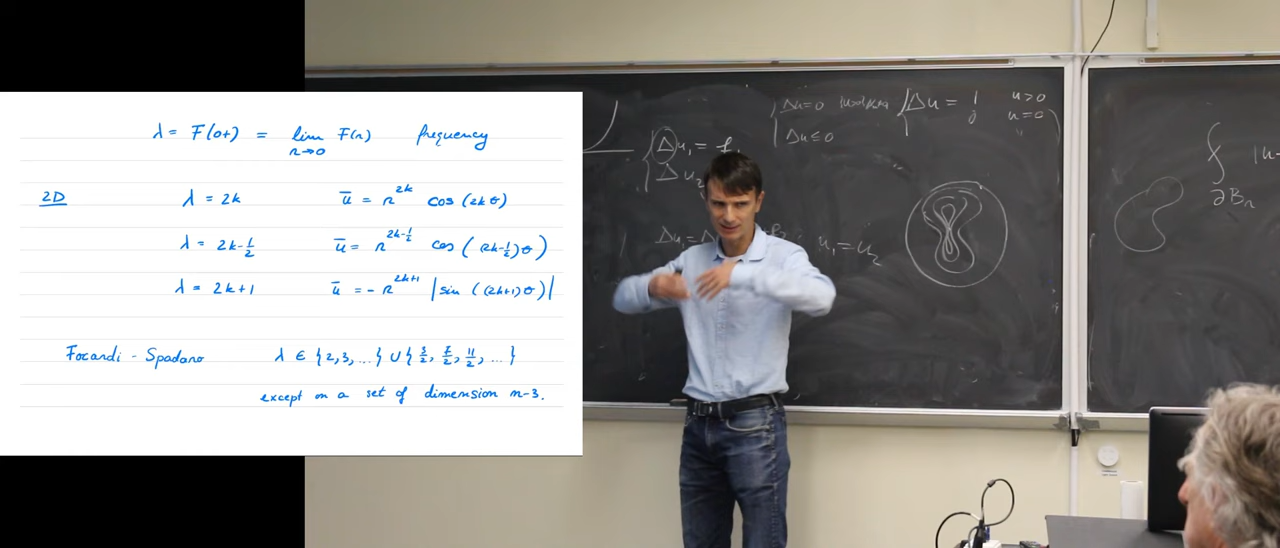 λ = F(0+) = lim F(r) frequency
r→0
2D λ = 2k ū = r^{2k} cos(2kθ)
λ = 2k-½ ū = r^{2k-½} cos((2k-½)θ)
λ = 2k+1 ū = -r^{2k+1} |sin((2k+1)θ)|
Focardi - Spadaro λ ∈ {2,3,...} ∪ {3/2, 7/2, 11/2, ...}
except on a set of dimension n-3.
Δu=0
Δu ≤ 0
Δu = 1 u>0
0 u=0
Δu₁ = f₁
Δu₂
u₁ = u₂
∮ |u-
∂Br